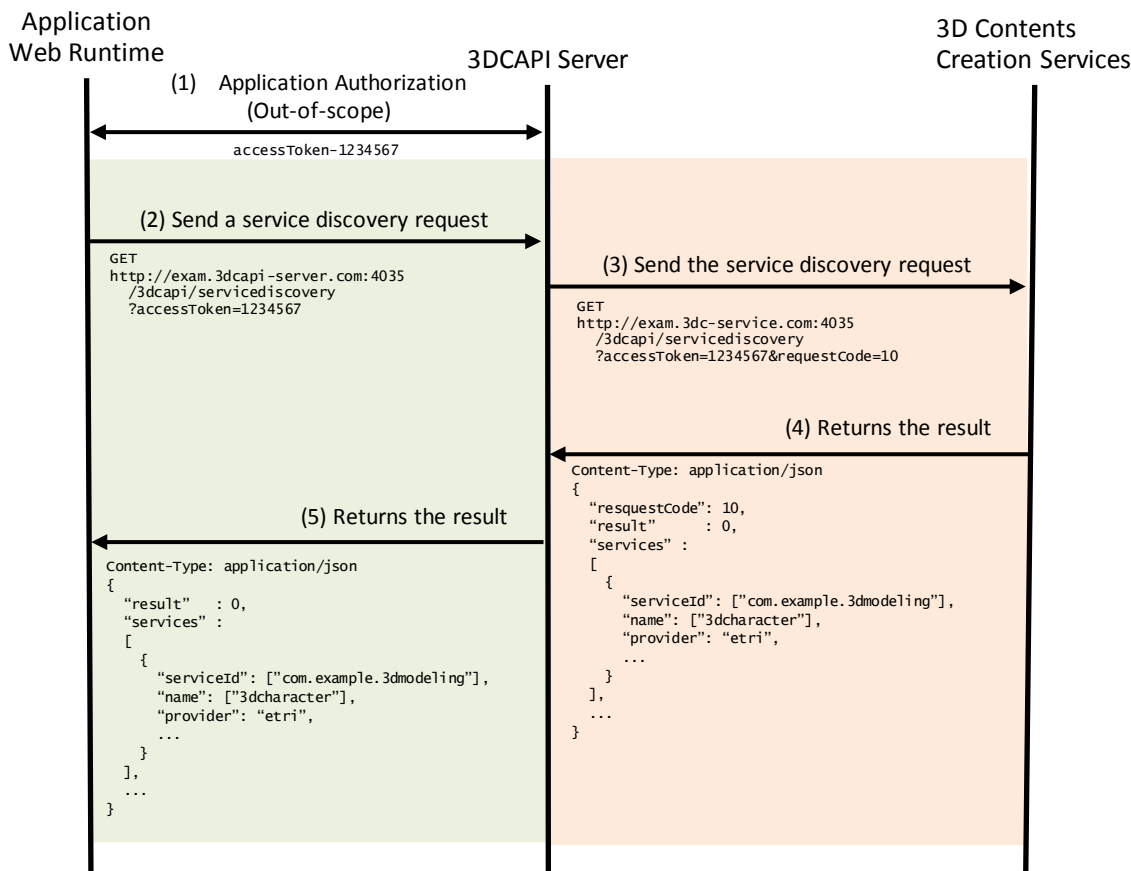 Application
Web Runtime
3DCAPI Server
3D Contents
Creation Services
(1) Application Authorization
(Out-of-scope)
accessToken-1234567
(2) Send a service discovery request
GET
http://exam.3dcapi-server.com:4035
/3dcapi/servicediscovery
?accessToken=1234567
(3) Send the service discovery request
GET
http://exam.3dc-service.com:4035
/3dcapi/servicediscovery
?accessToken=1234567&requestCode=10
(4) Returns the result
Content-Type: application/json
{
“resquestCode”: 10,
“result” : 0,
“services” :
[
{
“serviceId”: [”com.example.3dmodeling”],
“name”: [”3dcharacter”],
“provider”: “etri”,
...
}
],
...
}
(5) Returns the result
Content-Type: application/json
{
“result” : 0,
“services” :
[
{
“serviceId”: [”com.example.3dmodeling”],
“name”: [”3dcharacter”],
“provider”: “etri”,
...
}
],
...
}